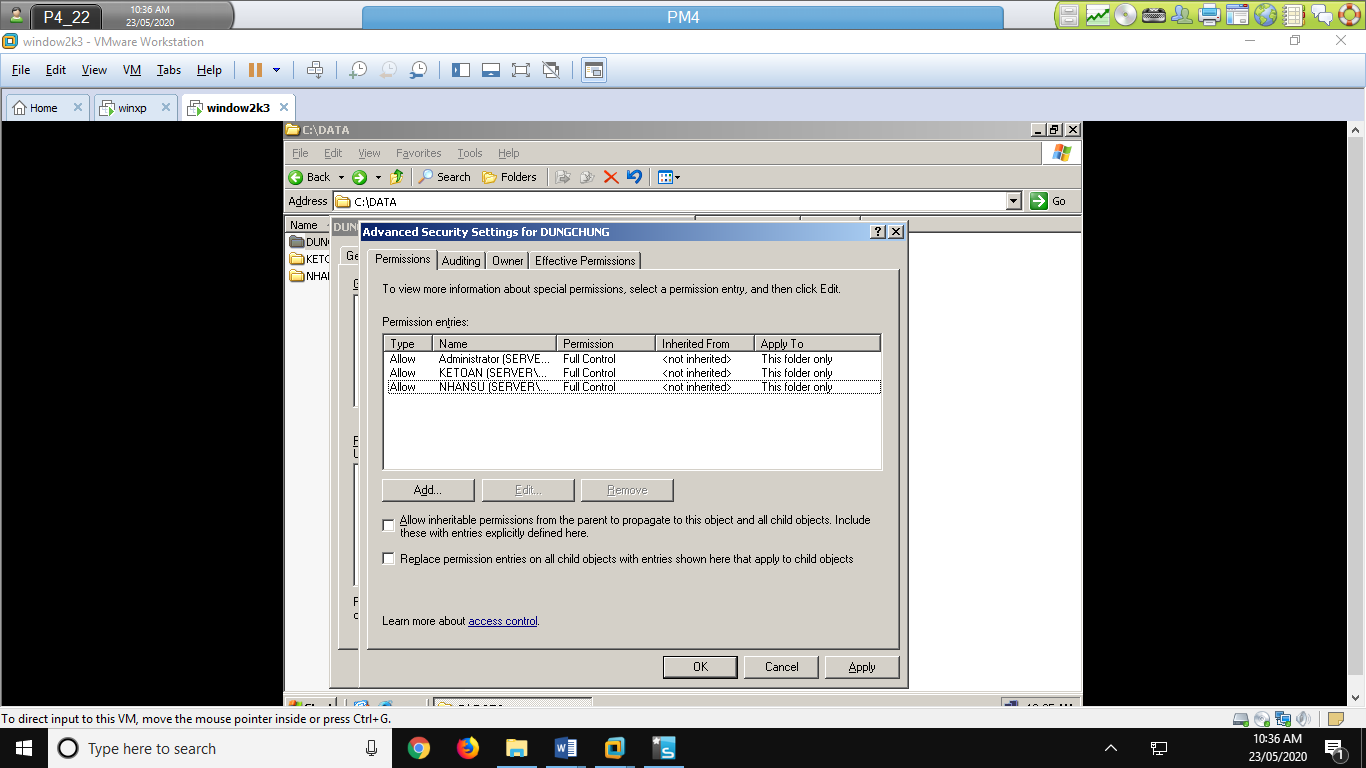 P4_22
10:36 AM
23/05/2020
PM4
window2k3 - VMware Workstation
File Edit View VM Tabs Help
Home winxp window2k3
C:\DATA
File Edit View Favorites Tools Help
Back Search Folders
Address C:\DATA Go
Name
DUN
KETO
NHAN
Advanced Security Settings for DUNGCHUNG
Permissions Auditing Owner Effective Permissions
To view more information about special permissions, select a permission entry, and then click Edit.
Permission entries:
Type Name Permission Inherited From Apply To
Allow Administrator (SERVE... Full Control <not inherited> This folder only
Allow KETOAN (SERVER\... Full Control <not inherited> This folder only
Allow NHANSU (SERVER\... Full Control <not inherited> This folder only
Add... Edit... Remove
Allow inheritable permissions from the parent to propagate to this object and all child objects. Include
these with entries explicitly defined here.
Replace permission entries on all child objects with entries shown here that apply to child objects
Learn more about access control.
OK Cancel Apply
To direct input to this VM, move the mouse pointer inside or press Ctrl+G.
Type here to search
10:36 AM
23/05/2020
1